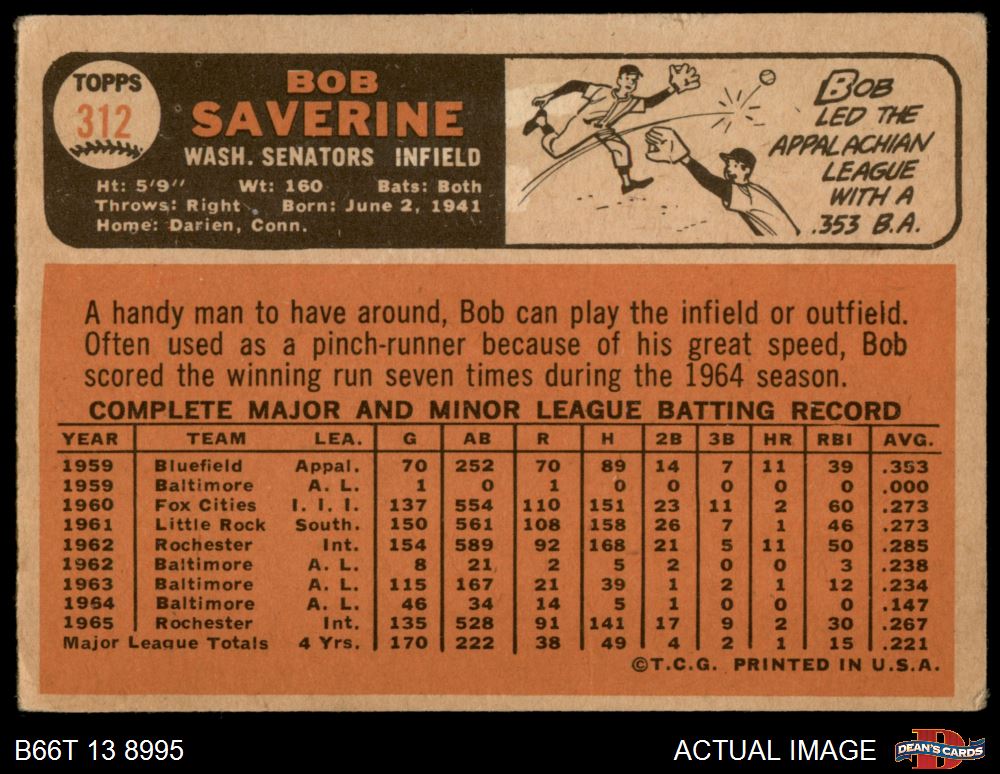 TOPPS
312
BOB
SAVERINE
WASH. SENATORS INFIELD
Ht: 5'9" Wt: 160 Bats: Both
Throws: Right Born: June 2, 1941
Home: Darien, Conn.
BOB
LED THE
APPALACHIAN
LEAGUE
WITH A
.353 B.A.
A handy man to have around, Bob can play the infield or outfield.
Often used as a pinch-runner because of his great speed, Bob
scored the winning run seven times during the 1964 season.
COMPLETE MAJOR AND MINOR LEAGUE BATTING RECORD
YEAR TEAM LEA. G AB R H 2B 3B HR RBI AVG.
1959 Bluefield Appal. 70 252 70 89 14 7 11 39 .353
1959 Baltimore A. L. 1 0 1 0 0 0 0 0 .000
1960 Fox Cities I. I. I. 137 554 110 151 23 11 2 60 .273
1961 Little Rock South. 150 561 108 158 26 7 1 46 .273
1962 Rochester Int. 154 589 92 168 21 5 11 50 .285
1962 Baltimore A. L. 8 21 2 5 2 0 0 3 .238
1963 Baltimore A. L. 115 167 21 39 1 2 1 12 .234
1964 Baltimore A. L. 46 34 14 5 1 0 0 0 .147
1965 Rochester Int. 135 528 91 141 17 9 2 30 .267
Major League Totals 4 Yrs. 170 222 38 49 4 2 1 15 .221
©T.C.G. PRINTED IN U.S.A.
B66T 13 8995
ACTUAL IMAGE
D
DEAN'S CARDS